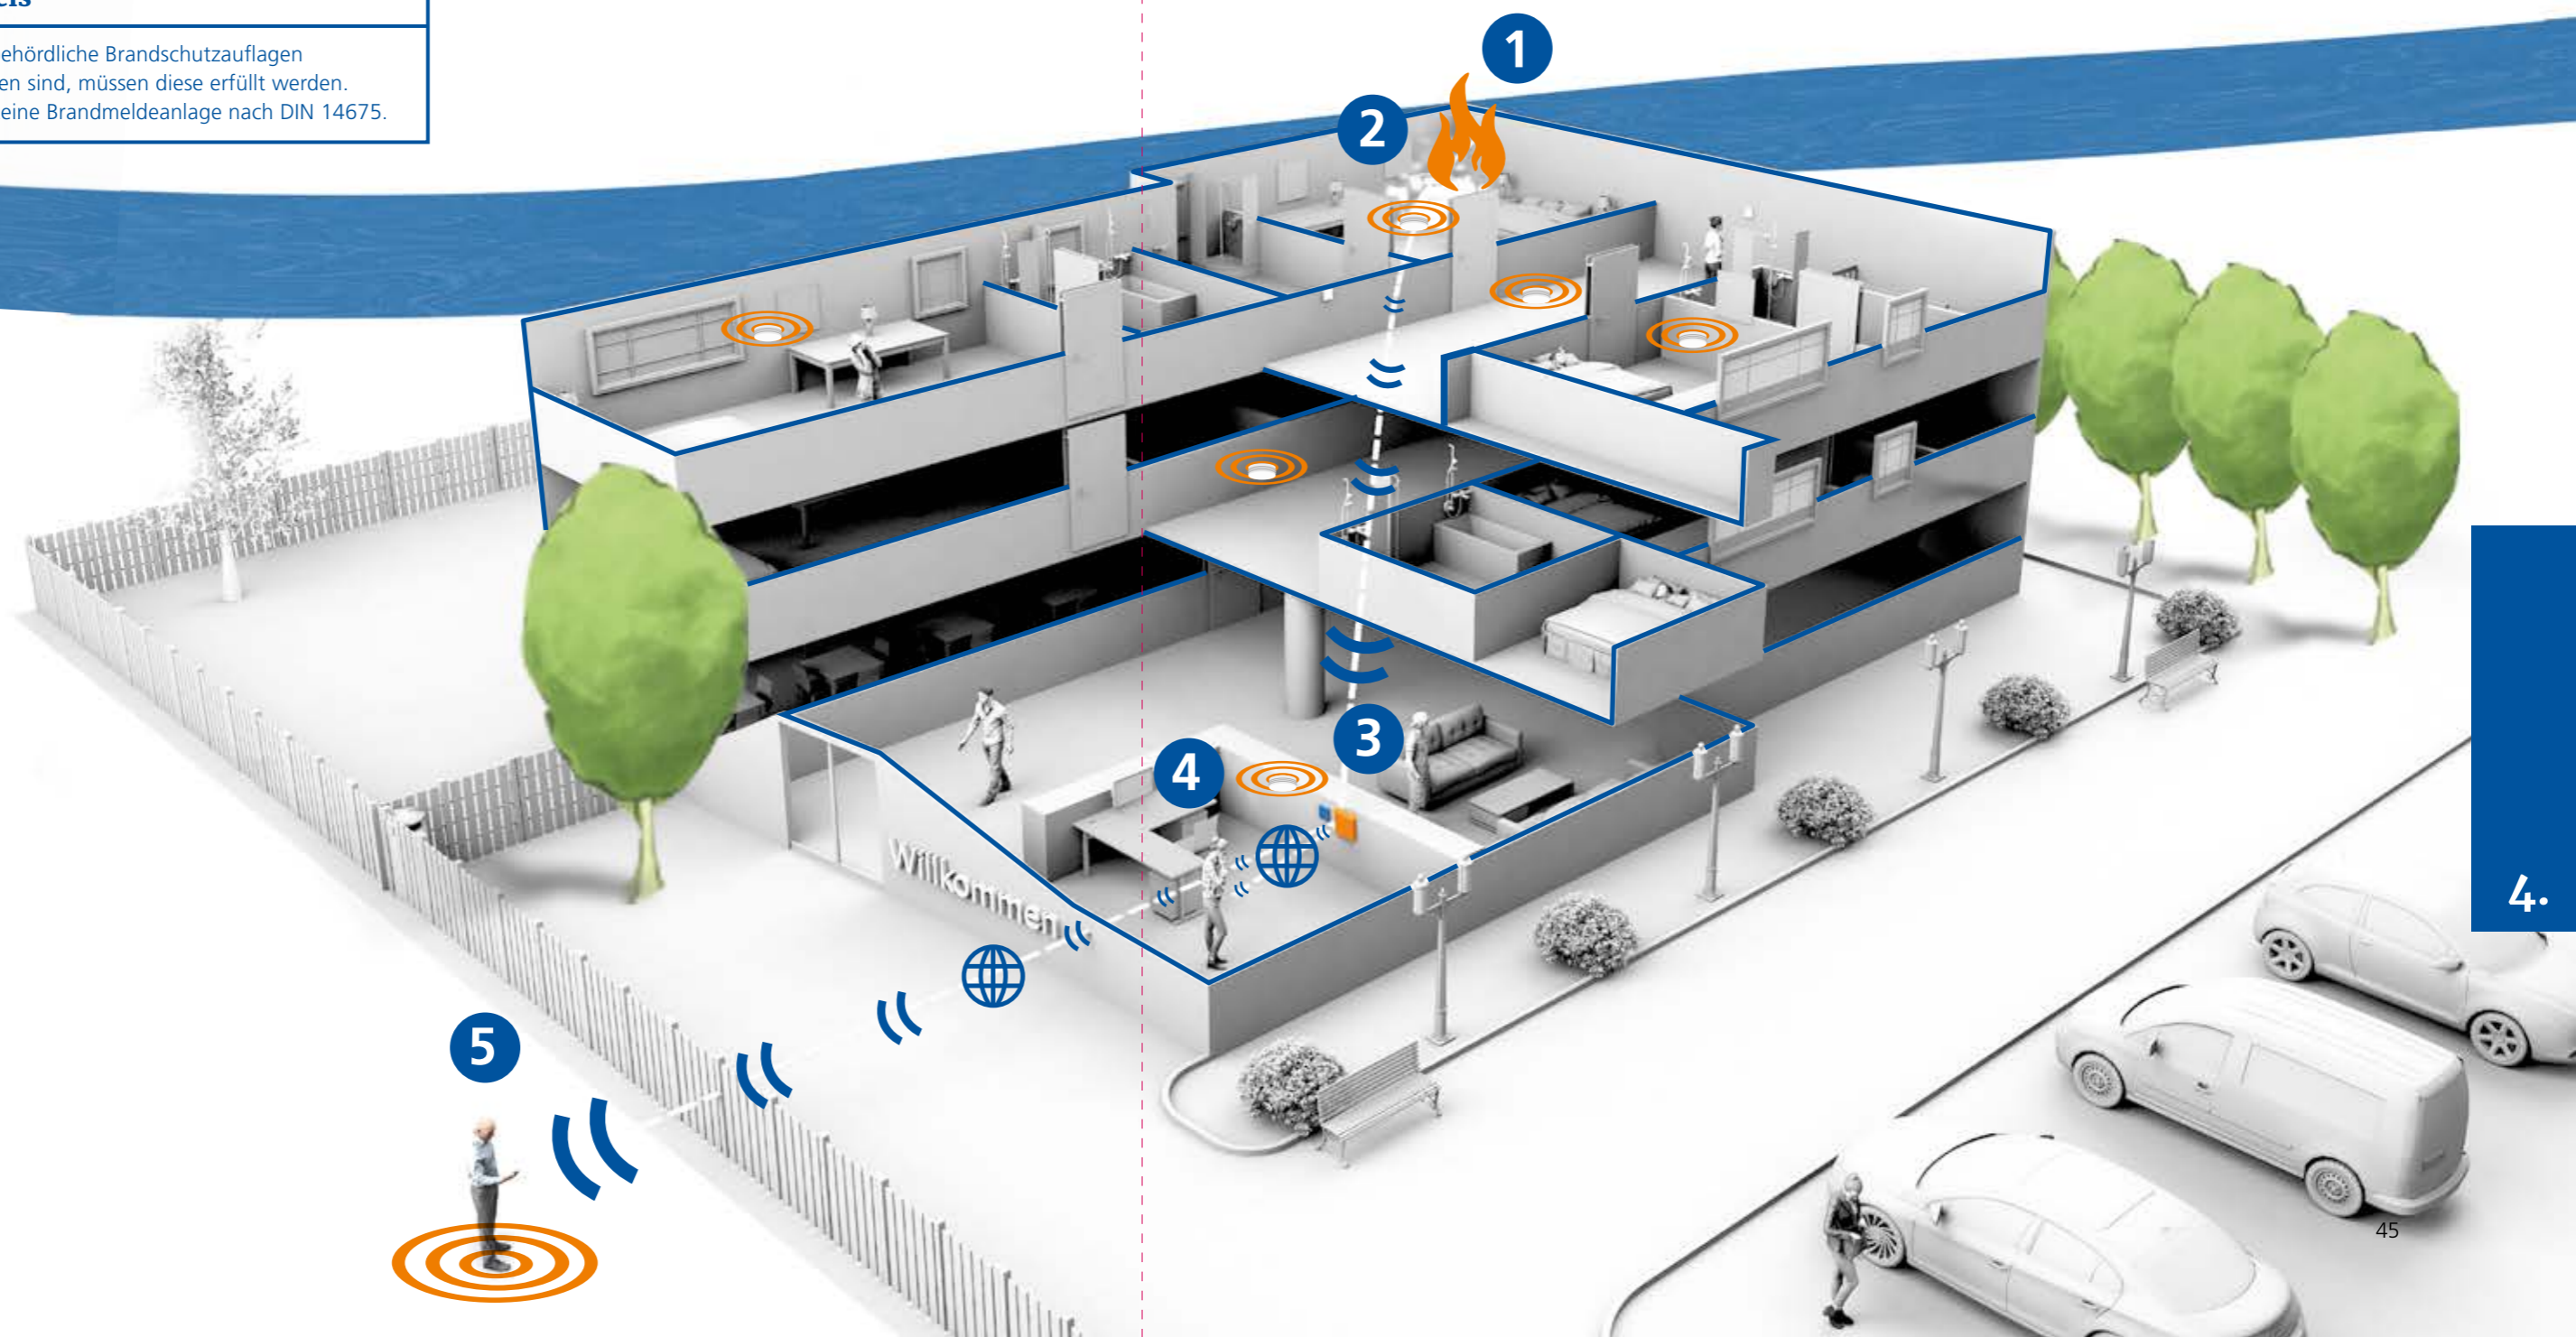 ehördliche Brandschutzauflagen
en sind, müssen diese erfüllt werden.
eine Brandmeldeanlage nach DIN 14675.
1
2
3
4
Willkommen
5
4.
45